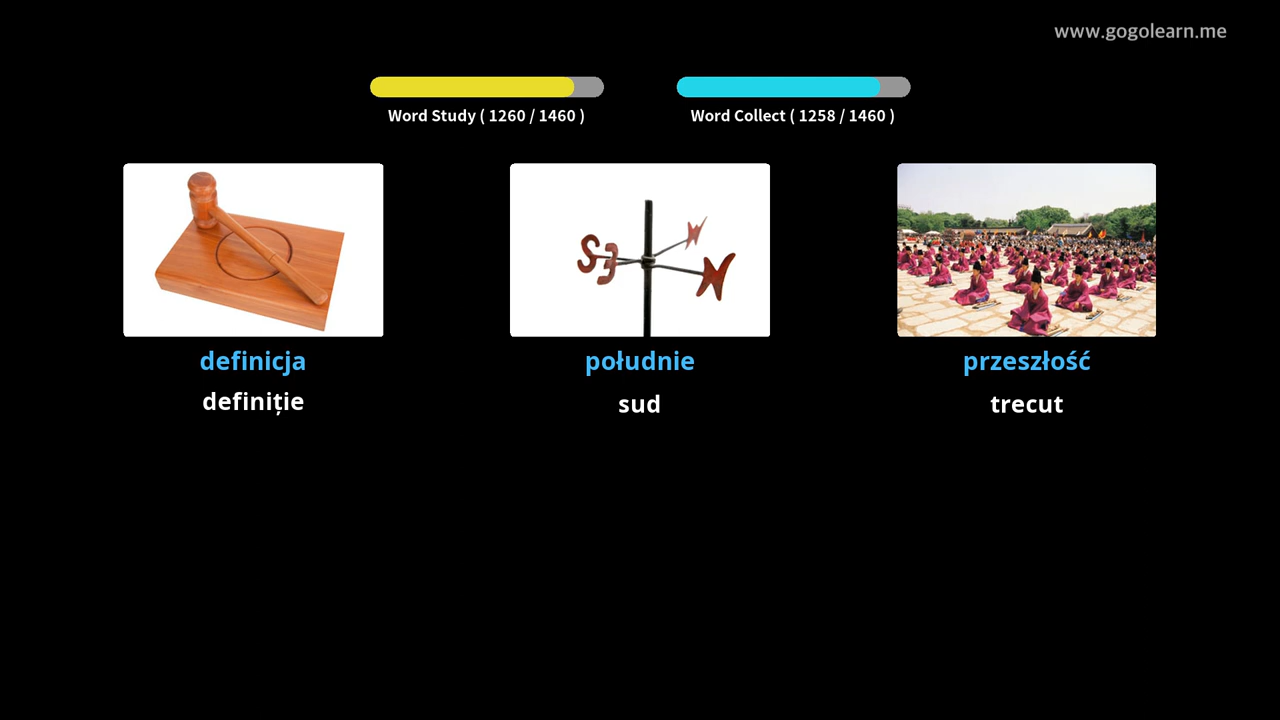 www.gogolearn.me
Word Study ( 1260 / 1460 )
Word Collect ( 1258 / 1460 )
S
E
N
definicja
południe
przeszłość
definiție
sud
trecut